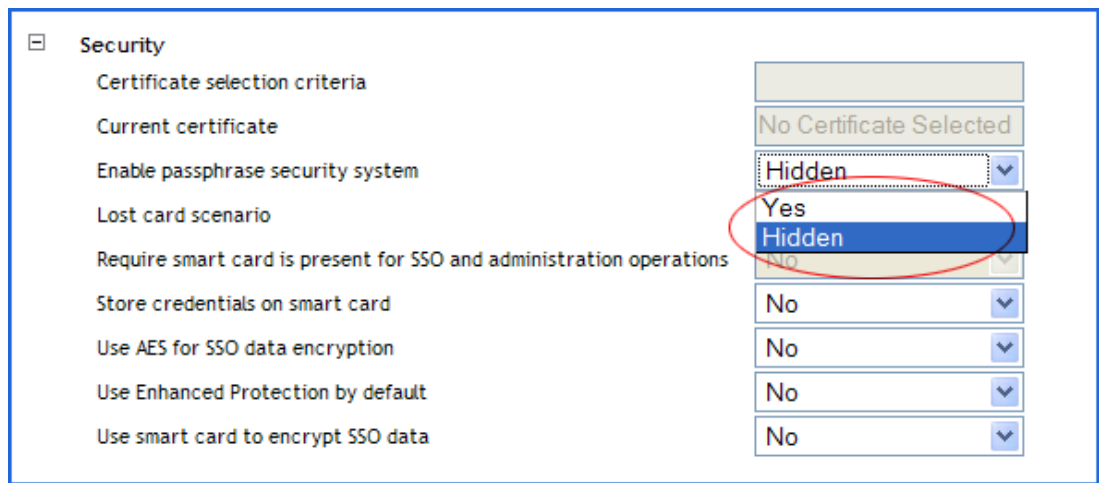 Security
Certificate selection criteria
Current certificate No Certificate Selected
Enable passphrase security system Hidden
Yes
Lost card scenario
Hidden
Require smart card is present for SSO and administration operations No
Store credentials on smart card No
Use AES for SSO data encryption No
Use Enhanced Protection by default No
Use smart card to encrypt SSO data No